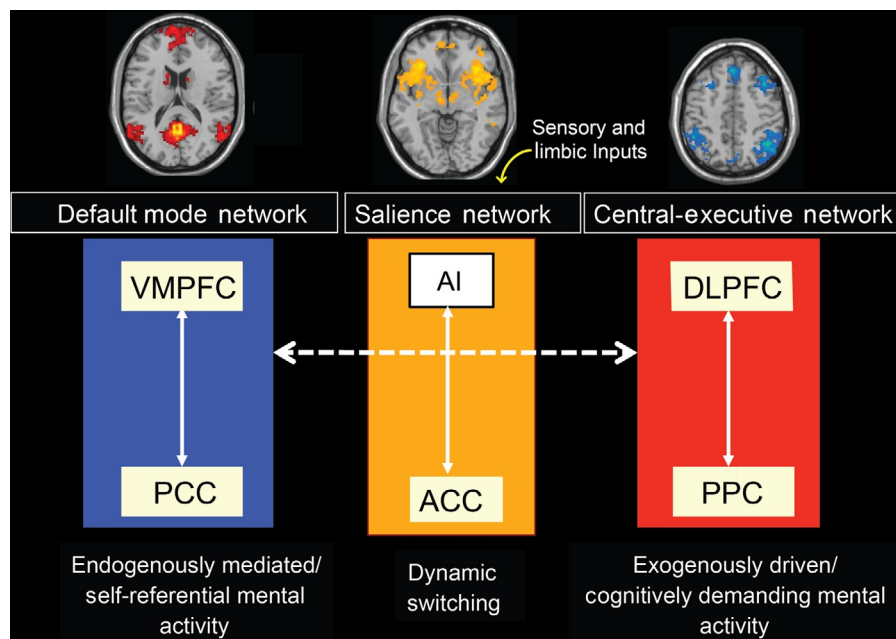 Sensory and
limbic Inputs
Default mode network
Salience network
Central-executive network
VMPFC
AI
DLPFC
PCC
ACC
PPC
Endogenously mediated/
self-referential mental
activity
Dynamic
switching
Exogenously driven/
cognitively demanding mental
activity